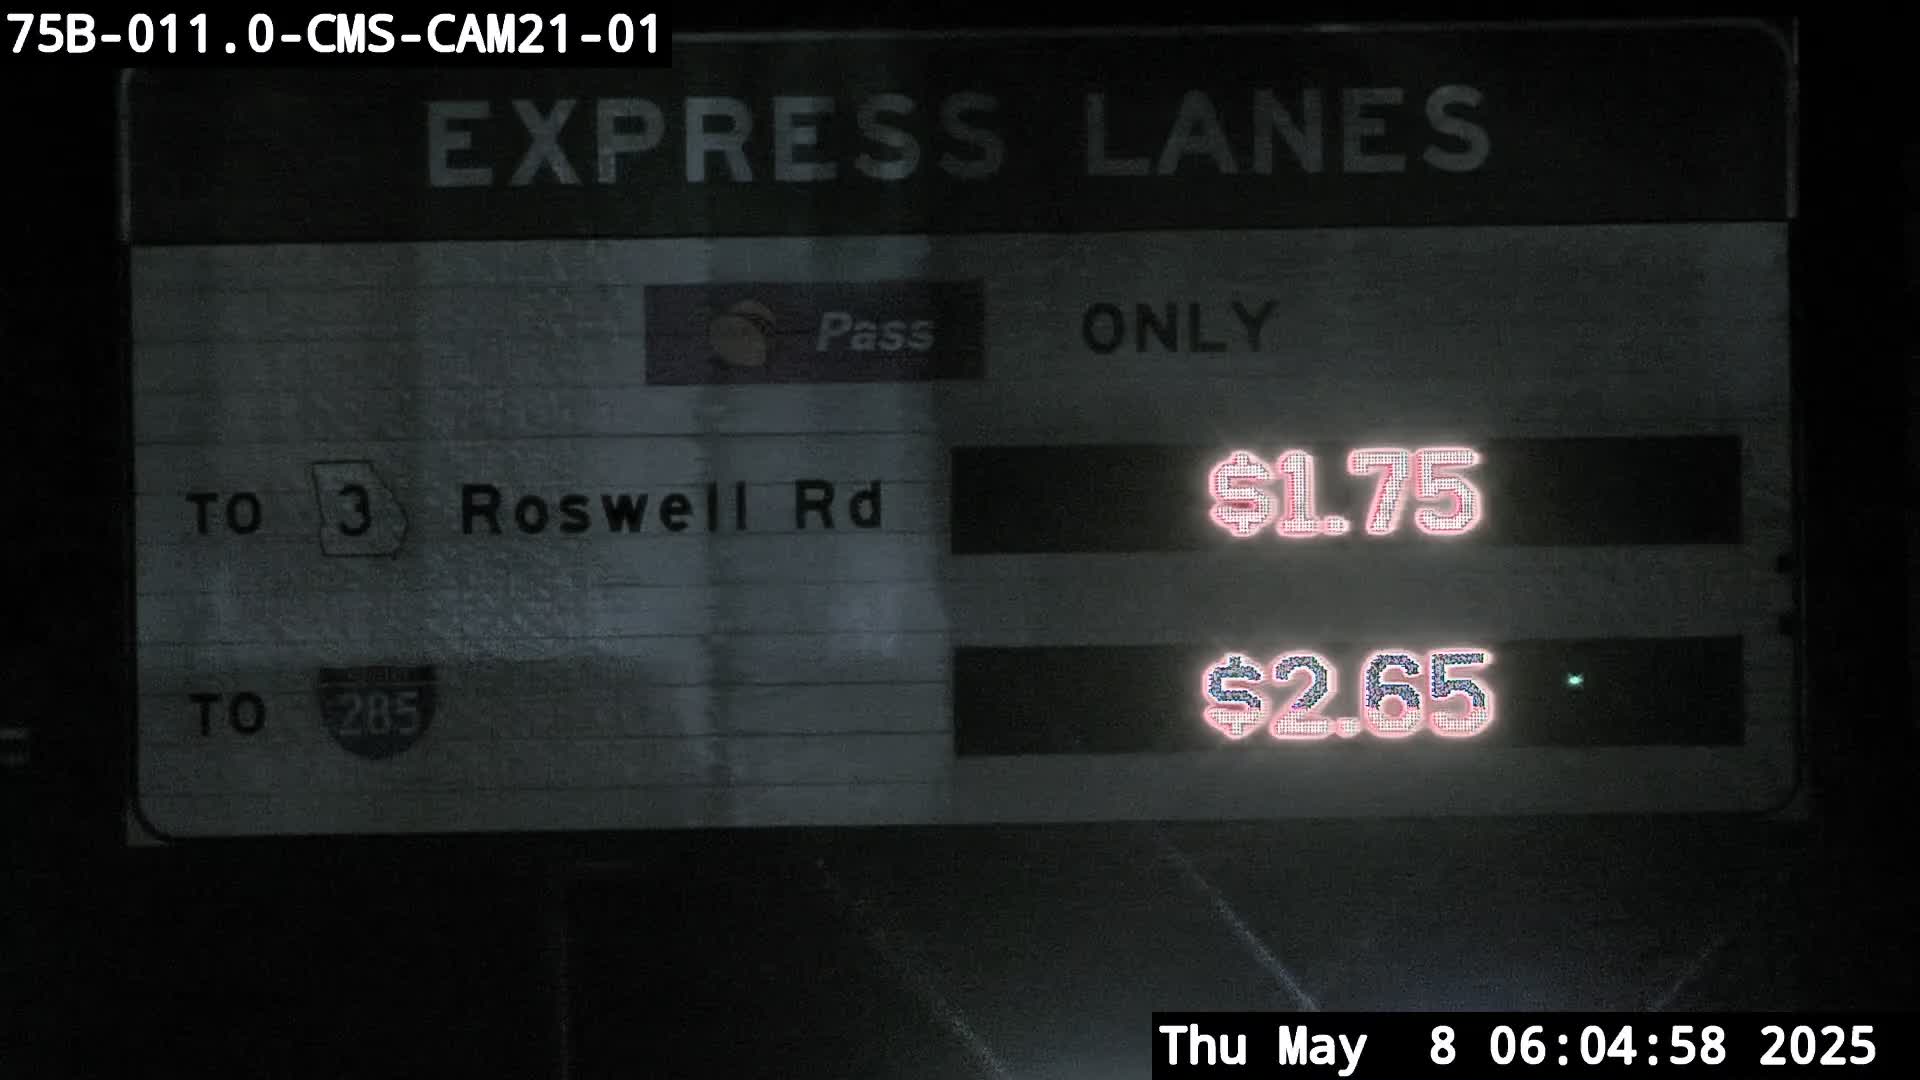 75B-011.0-CMS-CAM21-01
EXPRESS LANES
Pass ONLY
TO 3 Roswell Rd $1.75
TO 285 $2.65
Thu May 8 06:04:58 2025